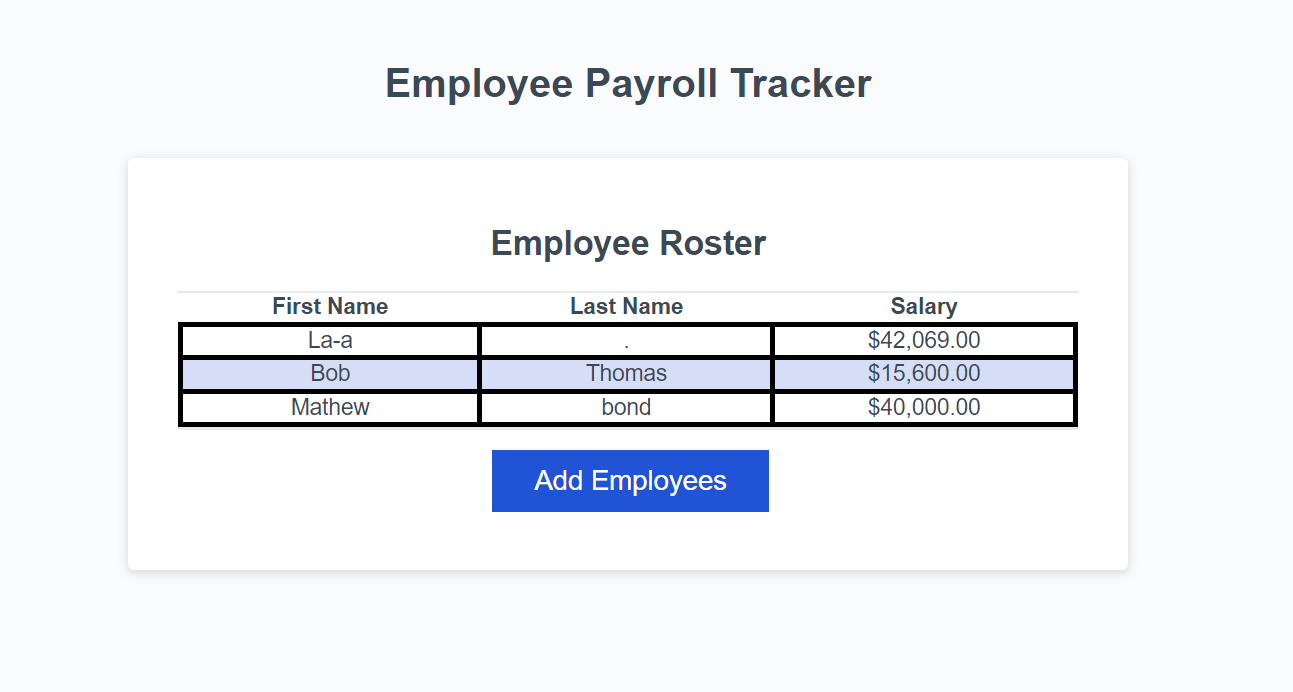 Employee Payroll Tracker
Employee Roster
First Name Last Name Salary
La-a . $42,069.00
Bob Thomas $15,600.00
Mathew bond $40,000.00
Add Employees